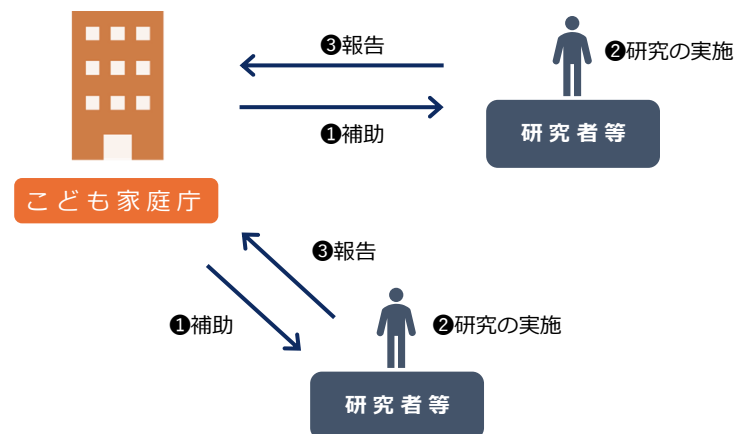 ❸報告
❷研究の実施
❶補助
研究者等
こども家庭庁
❸報告
❶補助
❷研究の実施
研究者等